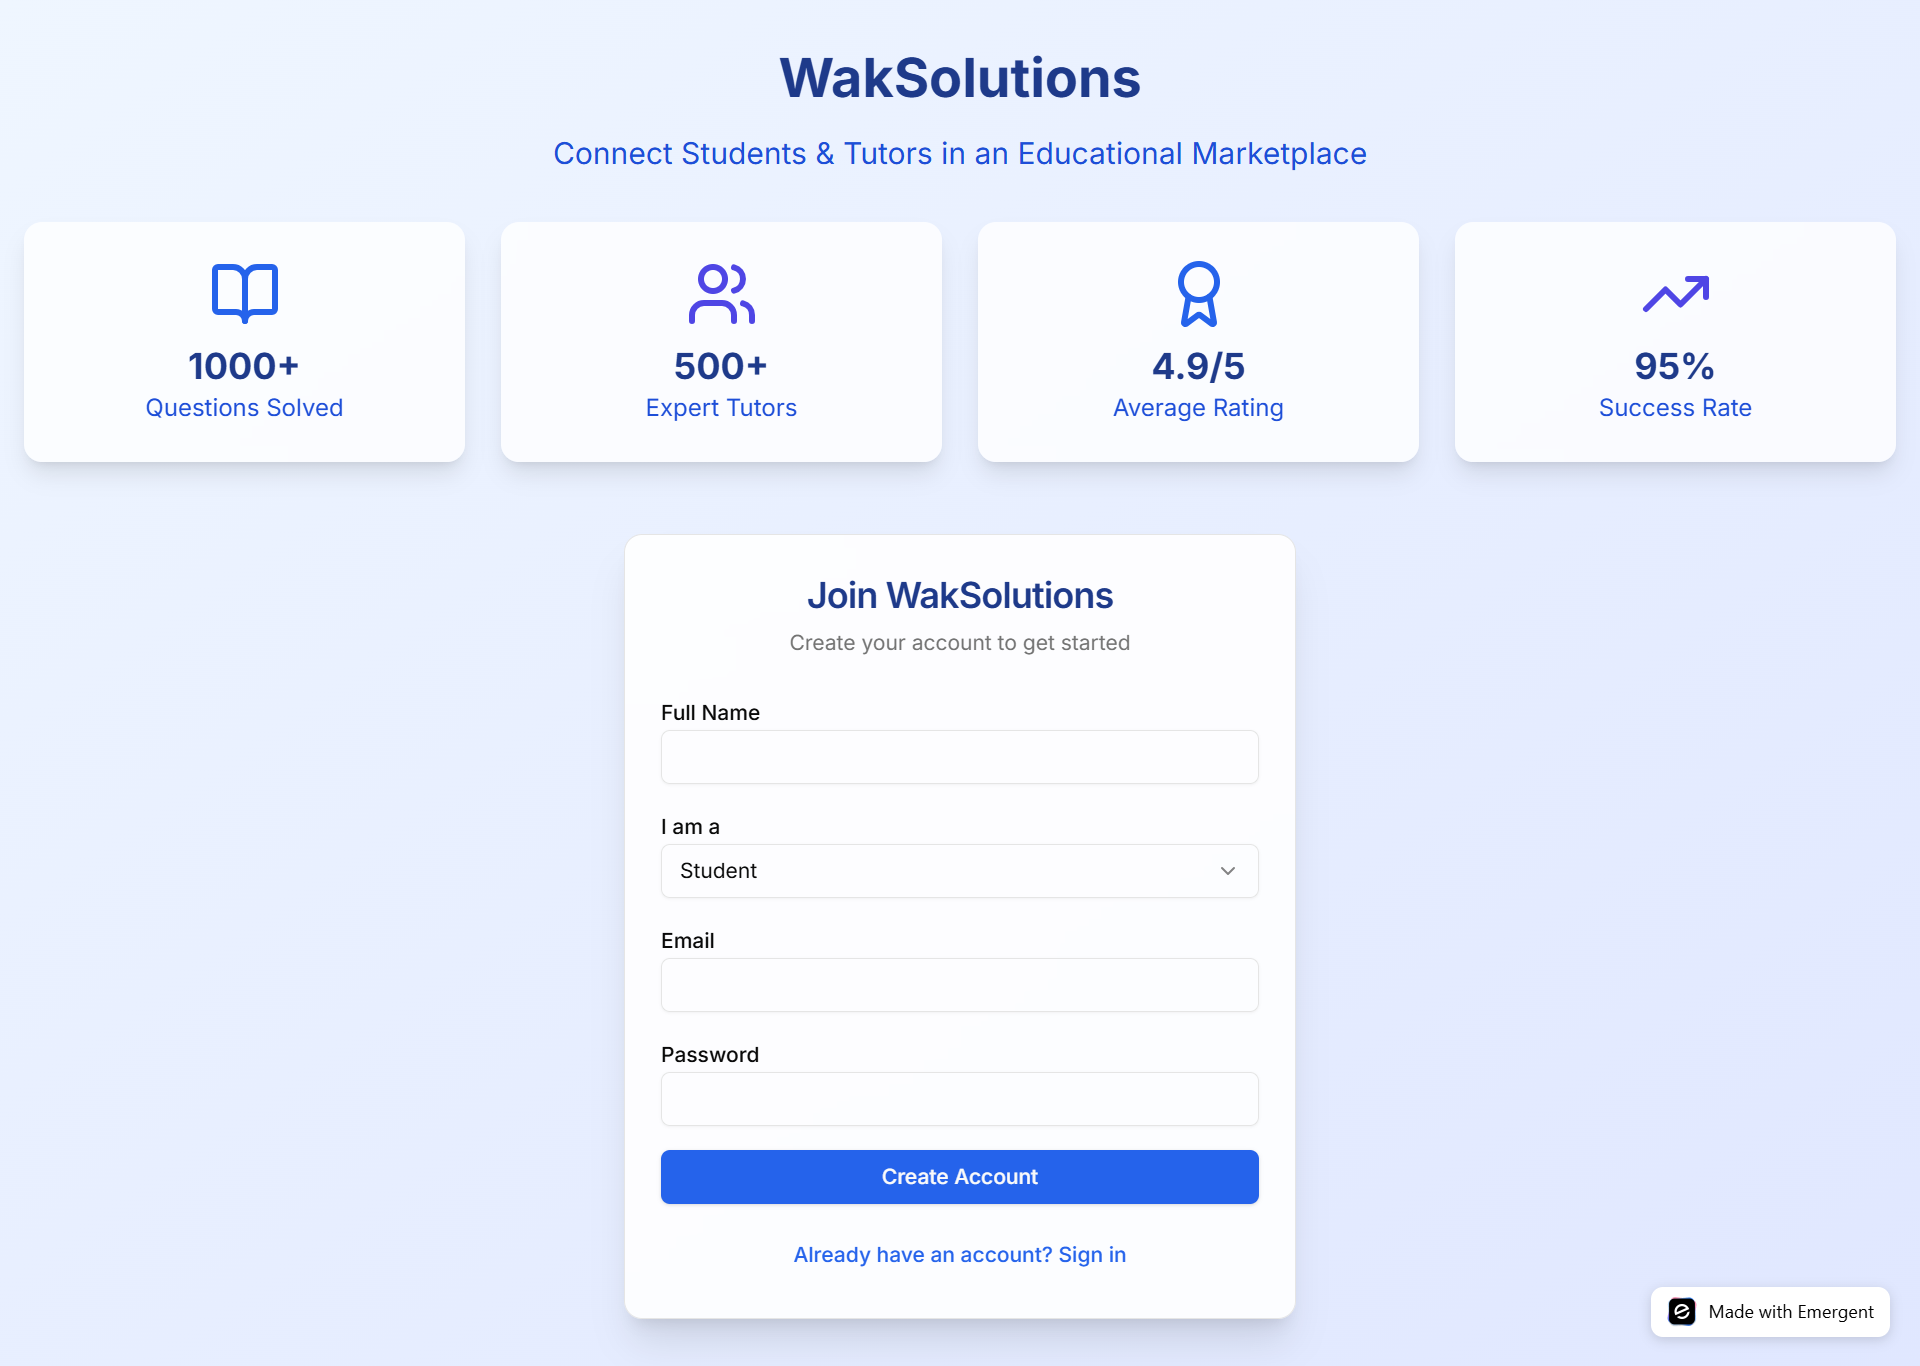 WakSolutions
Connect Students & Tutors in an Educational Marketplace
1000+
Questions Solved
500+
Expert Tutors
4.9/5
Average Rating
95%
Success Rate
Join WakSolutions
Create your account to get started
Full Name
I am a
Student
Email
Password
Create Account
Already have an account? Sign in
Made with Emergent